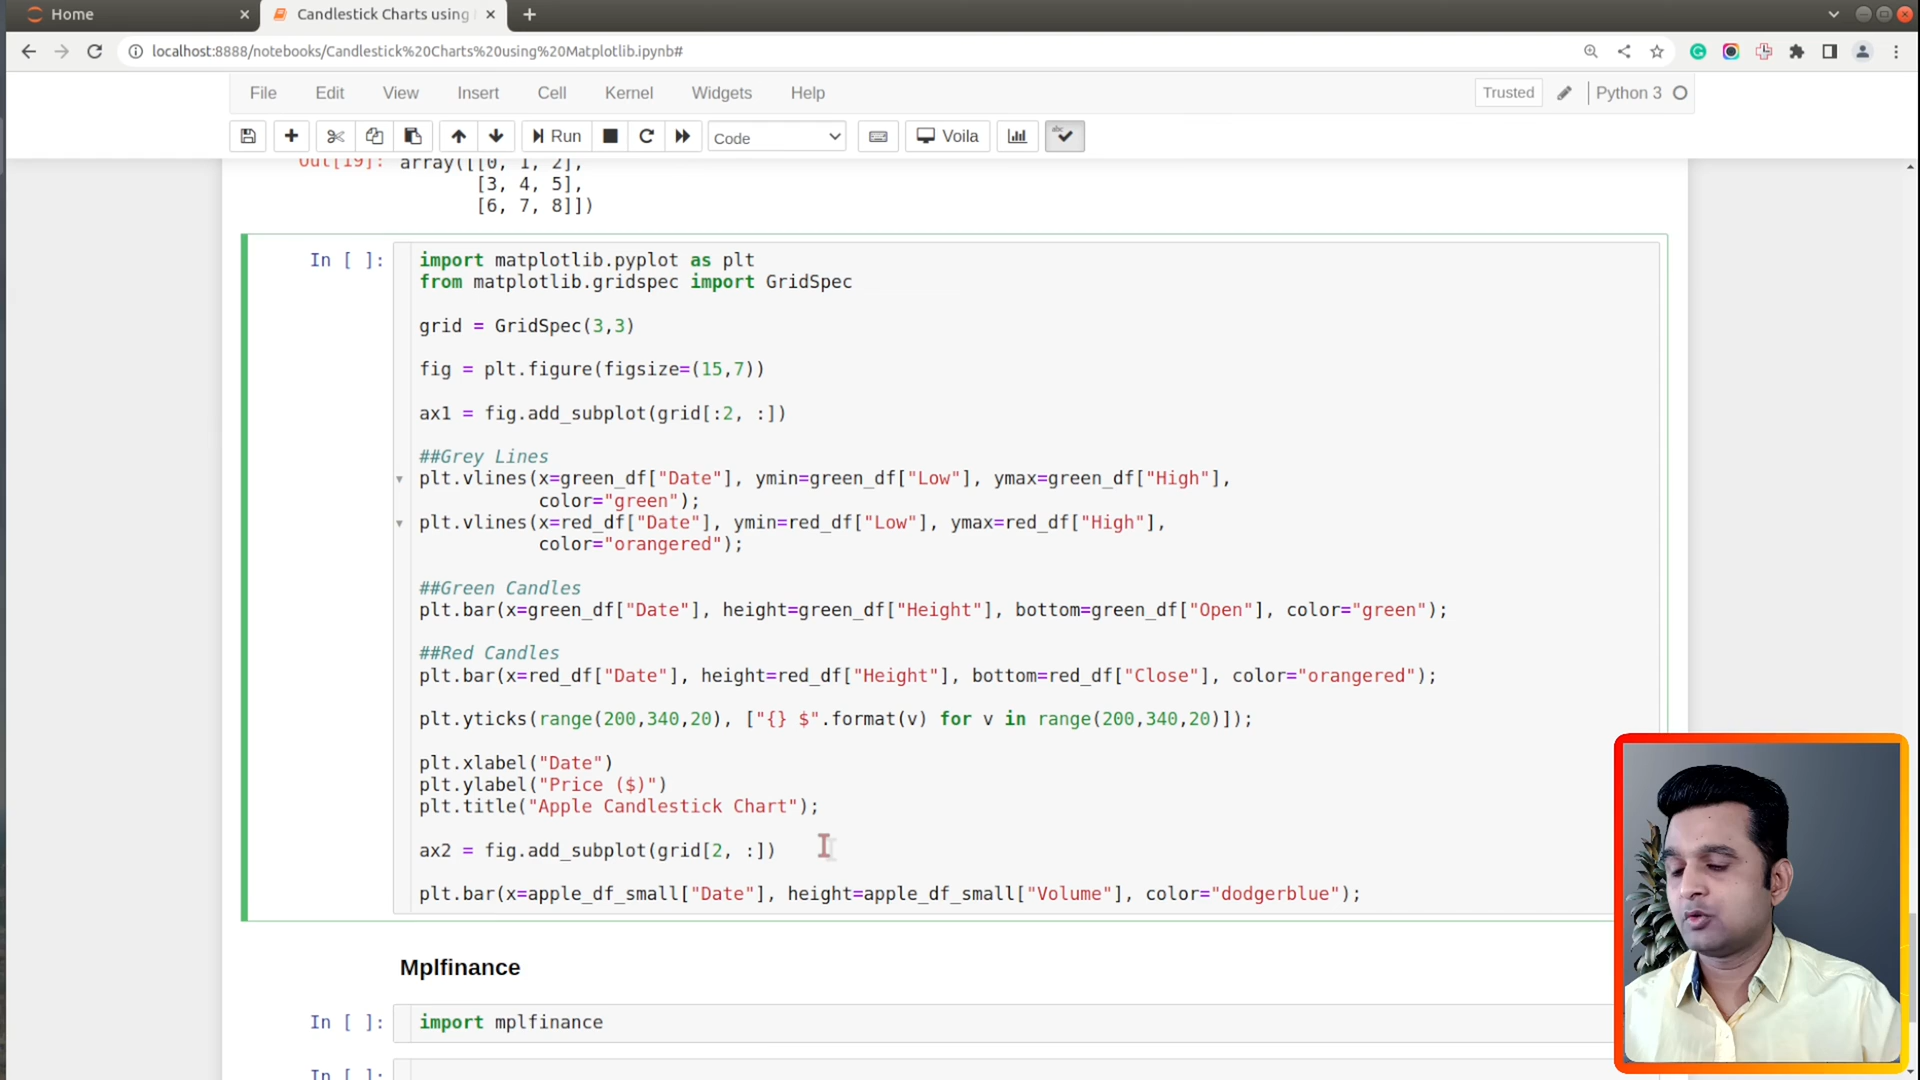 Home
Candlestick Charts using
localhost:8888/notebooks/Candlestick%20Charts%20using%20Matplotlib.ipynb#
File Edit View Insert Cell Kernel Widgets Help
Trusted Python 3
Run Code Voila
Out[19]: array([[0, 1, 2],
[3, 4, 5],
[6, 7, 8]])
In [ ]: import matplotlib.pyplot as plt
from matplotlib.gridspec import GridSpec
grid = GridSpec(3,3)
fig = plt.figure(figsize=(15,7))
ax1 = fig.add_subplot(grid[:2, :])
##Grey Lines
plt.vlines(x=green_df["Date"], ymin=green_df["Low"], ymax=green_df["High"],
color="green");
plt.vlines(x=red_df["Date"], ymin=red_df["Low"], ymax=red_df["High"],
color="orangered");
##Green Candles
plt.bar(x=green_df["Date"], height=green_df["Height"], bottom=green_df["Open"], color="green");
##Red Candles
plt.bar(x=red_df["Date"], height=red_df["Height"], bottom=red_df["Close"], color="orangered");
plt.yticks(range(200,340,20), ["{} $".format(v) for v in range(200,340,20)]);
plt.xlabel("Date")
plt.ylabel("Price ($)")
plt.title("Apple Candlestick Chart");
ax2 = fig.add_subplot(grid[2, :])
plt.bar(x=apple_df_small["Date"], height=apple_df_small["Volume"], color="dodgerblue");
Mplfinance
In [ ]: import mplfinance
In [ ]: